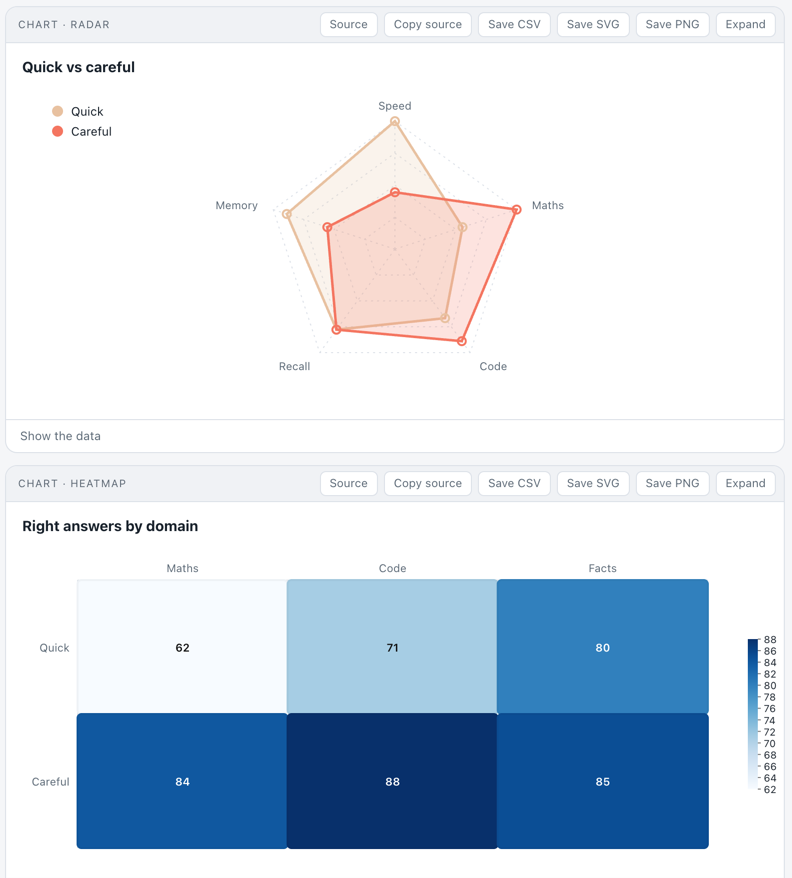 CHART · RADAR
Source
Copy source
Save CSV
Save SVG
Save PNG
Expand
Quick vs careful
Quick
Careful
Speed
Memory
Maths
Recall
Code
Show the data
CHART · HEATMAP
Source
Copy source
Save CSV
Save SVG
Save PNG
Expand
Right answers by domain
Maths Code Facts
Quick 62 71 80
Careful 84 88 85
88
86
84
82
80
78
76
74
72
70
68
66
64
62